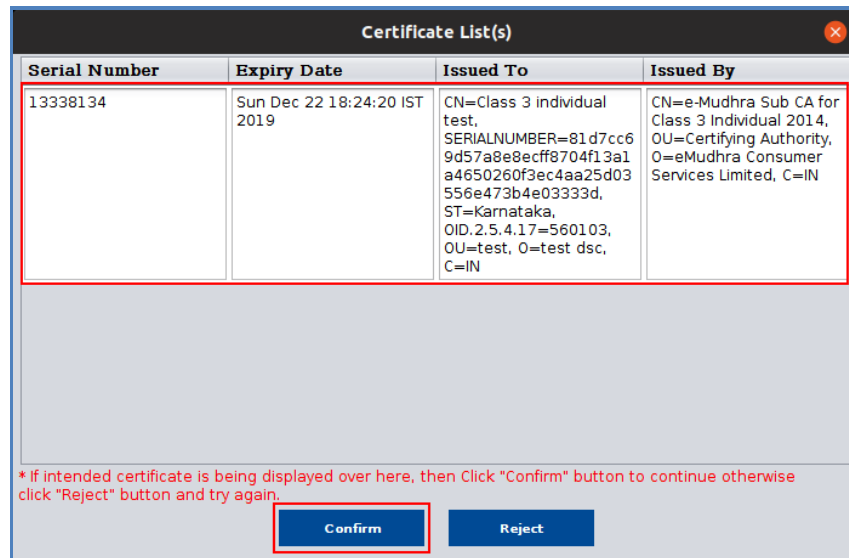 Certificate List(s)
Serial Number Expiry Date Issued To Issued By
13338134
Sun Dec 22 18:24:20 IST
2019
CN=Class 3 individual
test,
SERIALNUMBER=81d7cc6
9d57a8e8ecff8704f13a1
a4650260f3ec4aa25d03
556e473b4e03333d,
ST=Karnataka,
OID.2.5.4.17=560103,
OU=test, O=test dsc,
C=IN
CN=e-Mudhra Sub CA for
Class 3 Individual 2014,
OU=Certifying Authority,
O=eMudhra Consumer
Services Limited, C=IN
* If intended certificate is being displayed over here, then Click "Confirm" button to continue otherwise
click "Reject" button and try again.
Confirm Reject